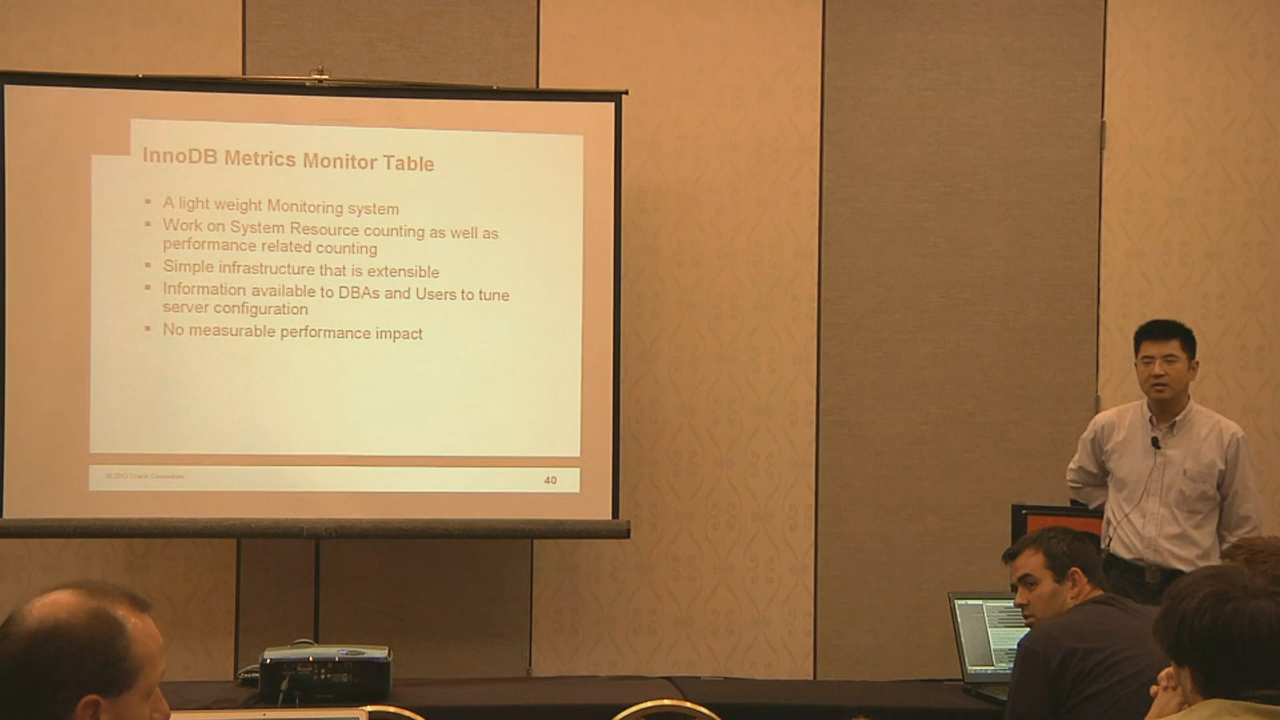 InnoDB Metrics Monitor Table
▪ A light weight Monitoring system
▪ Work on System Resource counting as well as
performance related counting
▪ Simple infrastructure that is extensible
▪ Information available to DBAs and Users to tune
server configuration
▪ No measurable performance impact
Oracle Corporation
40